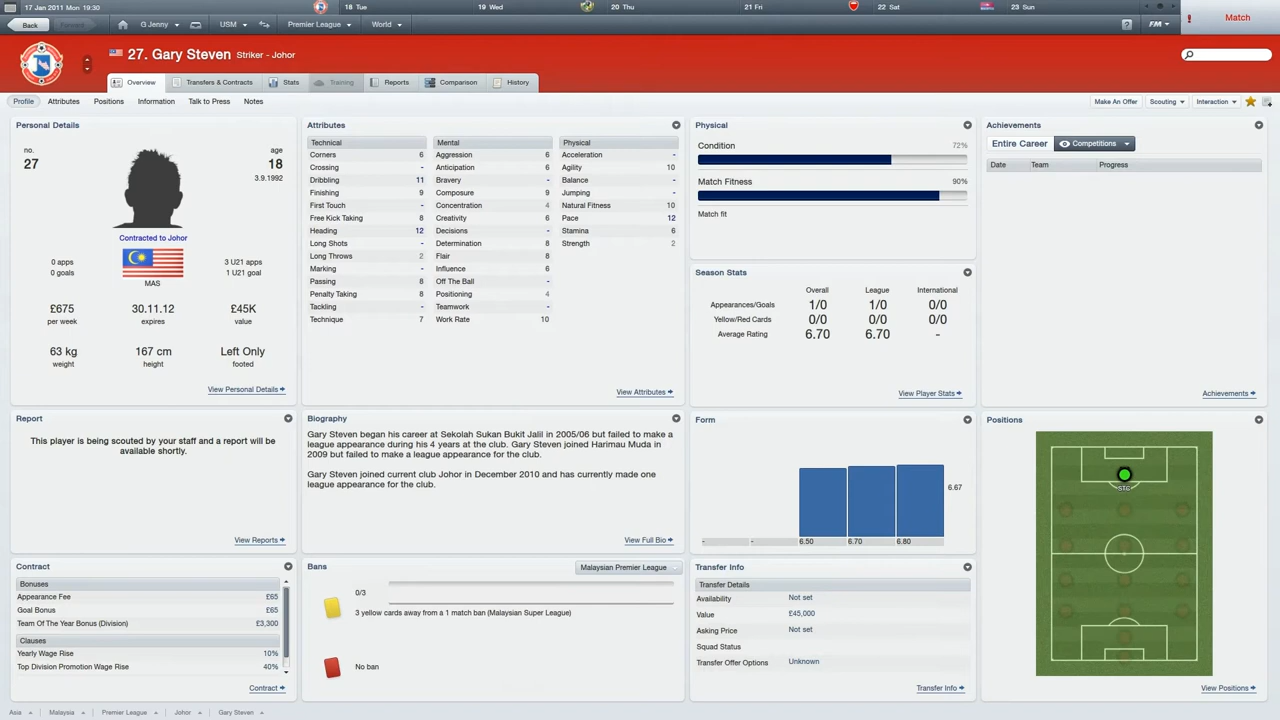 17 Jan 2011 Mon 19:30
18 Tue
19 Wed
20 Thu
21 Fri
22 Sat
23 Sun
Back
Forward
G Jenny
USM
Premier League
World
?
FM
!
Match
27. Gary Steven Striker - Johor
Overview
Transfers & Contracts
Stats
Training
Reports
Comparison
History
Profile
Attributes
Positions
Information
Talk to Press
Notes
Make An Offer
Scouting
Interaction
Personal Details
no.
27
age
18
3.9.1992
Contracted to Johor
0 apps
0 goals
MAS
3 U21 apps
1 U21 goal
£675
per week
30.11.12
expires
£45K
value
63 kg
weight
167 cm
height
Left Only
footed
View Personal Details
Attributes
Technical
Corners 6
Crossing -
Dribbling 11
Finishing 9
First Touch -
Free Kick Taking 8
Heading 12
Long Shots -
Long Throws 2
Marking -
Passing 8
Penalty Taking 8
Tackling -
Technique 7
Mental
Aggression 6
Anticipation 6
Bravery -
Composure 9
Concentration 4
Creativity 6
Decisions -
Determination 8
Flair 8
Influence 6
Off The Ball -
Positioning 4
Teamwork -
Work Rate 10
Physical
Acceleration -
Agility 10
Balance -
Jumping -
Natural Fitness 10
Pace 12
Stamina 6
Strength 2
View Attributes
Physical
Condition 72%
Match Fitness 90%
Match fit
Season Stats
Overall League International
Appearances/Goals 1/0 1/0 0/0
Yellow/Red Cards 0/0 0/0 0/0
Average Rating 6.70 6.70 -
View Player Stats
Achievements
Entire Career
Competitions
Date Team Progress
Achievements
Report
This player is being scouted by your staff and a report will be
available shortly.
View Reports
Biography
Gary Steven began his career at Sekolah Sukan Bukit Jalil in 2005/06 but failed to make a
league appearance during his 4 years at the club. Gary Steven joined Harimau Muda in
2009 but failed to make a league appearance for the club.
Gary Steven joined current club Johor in December 2010 and has currently made one
league appearance for the club.
View Full Bio
Form
6.67
- - 6.50 6.70 6.80
Positions
STC
View Positions
Contract
Bonuses
Appearance Fee £65
Goal Bonus £65
Team Of The Year Bonus (Division) £3,300
Clauses
Yearly Wage Rise 10%
Top Division Promotion Wage Rise 40%
Contract
Bans
Malaysian Premier League
0/3
3 yellow cards away from a 1 match ban (Malaysian Super League)
No ban
Transfer Info
Transfer Details
Availability Not set
Value £45,000
Asking Price Not set
Squad Status
Transfer Offer Options Unknown
Transfer Info
Asia
Malaysia
Premier League
Johor
Gary Steven